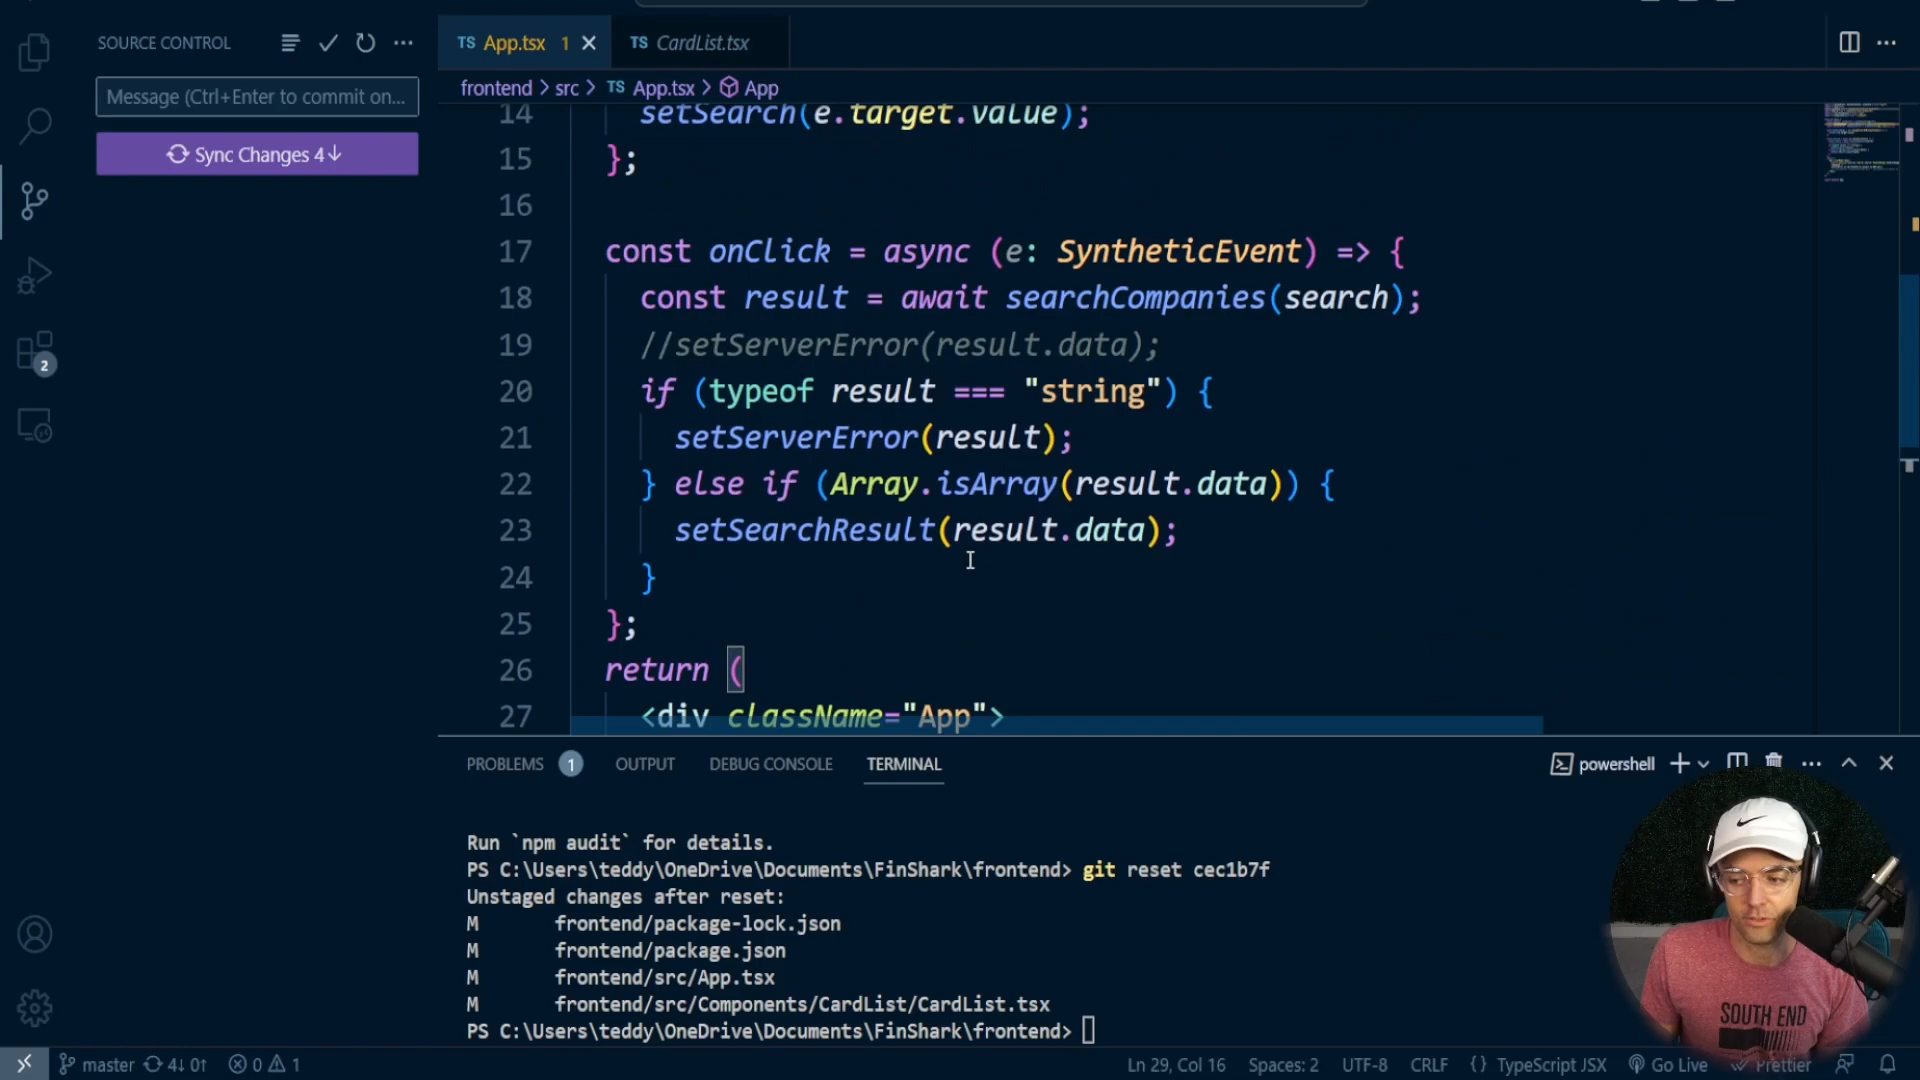 SOURCE CONTROL
Message (Ctrl+Enter to commit on...
Sync Changes 4↓
2
TS App.tsx 1
TS CardList.tsx
frontend > src > TS App.tsx > App
14 setSearch(e.target.value);
15 };
16
17 const onClick = async (e: SyntheticEvent) => {
18 const result = await searchCompanies(search);
19 //setServerError(result.data);
20 if (typeof result === "string") {
21 setServerError(result);
22 } else if (Array.isArray(result.data)) {
23 setSearchResult(result.data);
24 }
25 };
26 return (
27 <div className="App">
PROBLEMS 1 OUTPUT DEBUG CONSOLE TERMINAL
powershell
Run `npm audit` for details.
PS C:\Users\teddy\OneDrive\Documents\FinShark\frontend> git reset cec1b7f
Unstaged changes after reset:
M frontend/package-lock.json
M frontend/package.json
M frontend/src/App.tsx
M frontend/src/Components/CardList/CardList.tsx
PS C:\Users\teddy\OneDrive\Documents\FinShark\frontend>
SOUTH END
master 4↓ 0↑ 0 1
Ln 29, Col 16 Spaces: 2 UTF-8 CRLF {} TypeScript JSX Go Live Prettier